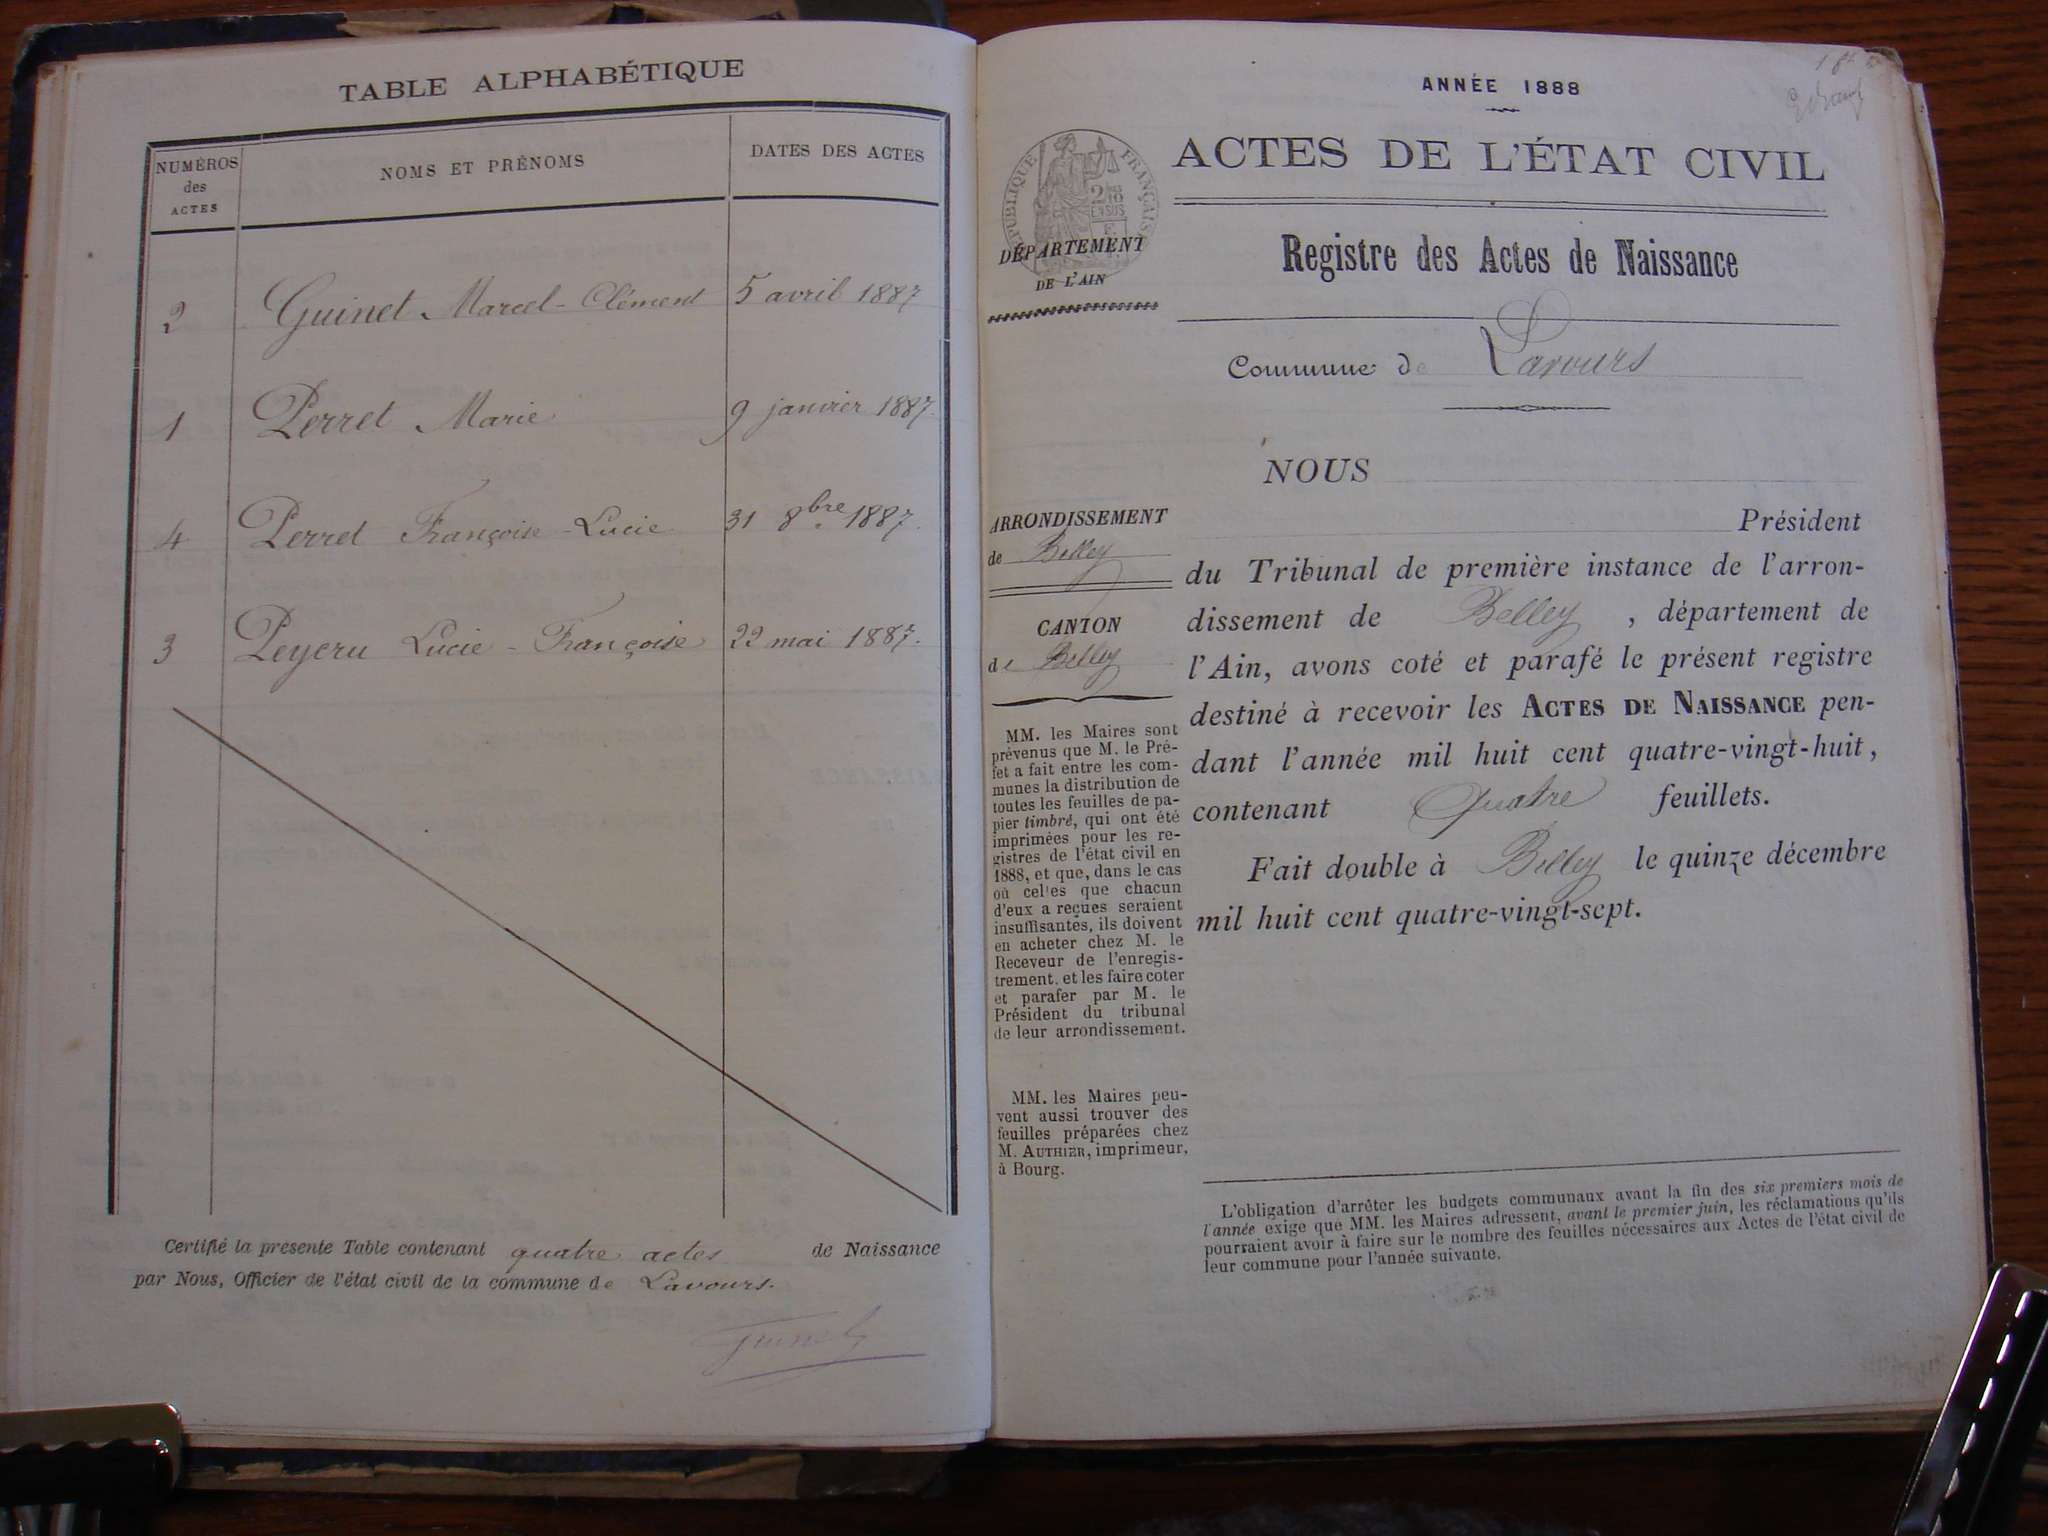 TABLE ALPHABÉTIQUE
NUMÉROS
des
ACTES
NOMS ET PRÉNOMS
DATES DES ACTES
2 Guinet Marcel-Clément 5 avril 1887
1 Perret Marie 9 janvier 1887.
4 Perret Françoise-Lucie 31 8bre 1887.
3 Peyeru Lucie-Françoise 22 mai 1887.
Certifié la présente Table contenant quatre actes de Naissance
par Nous, Officier de l'état civil de la commune de Lavours.
Guinet
ANNÉE 1888
ACTES DE L'ÉTAT CIVIL
RÉPUBLIQUE FRANÇAISE
DÉPARTEMENT
DE L'AIN
Registre des Actes de Naissance
Commune de Lavours
ARRONDISSEMENT
de Belley
CANTON
de Belley
MM. les Maires sont
prévenus que M. le Pré-
fet a fait entre les com-
munes la distribution de
toutes les feuilles de pa-
pier timbré, qui ont été
imprimées pour les re-
gistres de l'état civil en
1888, et que, dans le cas
où celles que chacun
d'eux a reçues seraient
insuffisantes, ils doivent
en acheter chez M. le
Receveur de l'enregis-
trement, et les faire coter
et parafer par M. le
Président du tribunal
de leur arrondissement.
MM. les Maires peu-
vent aussi trouver des
feuilles préparées chez
M. AUTHIER, imprimeur,
à Bourg.
NOUS
Président
du Tribunal de première instance de l'arron-
dissement de Belley, département de
l'Ain, avons coté et parafé le présent registre
destiné à recevoir les ACTES DE NAISSANCE pen-
dant l'année mil huit cent quatre-vingt-huit,
contenant Quatre feuillets.
Fait double à Belley le quinze décembre
mil huit cent quatre-vingt-sept.
L'obligation d'arrêter les budgets communaux avant la fin des six premiers mois de
l'année exige que MM. les Maires adressent, avant le premier juin, les réclamations qu'ils
pourraient avoir à faire sur le nombre des feuilles nécessaires aux Actes de l'état civil de
leur commune pour l'année suivante.